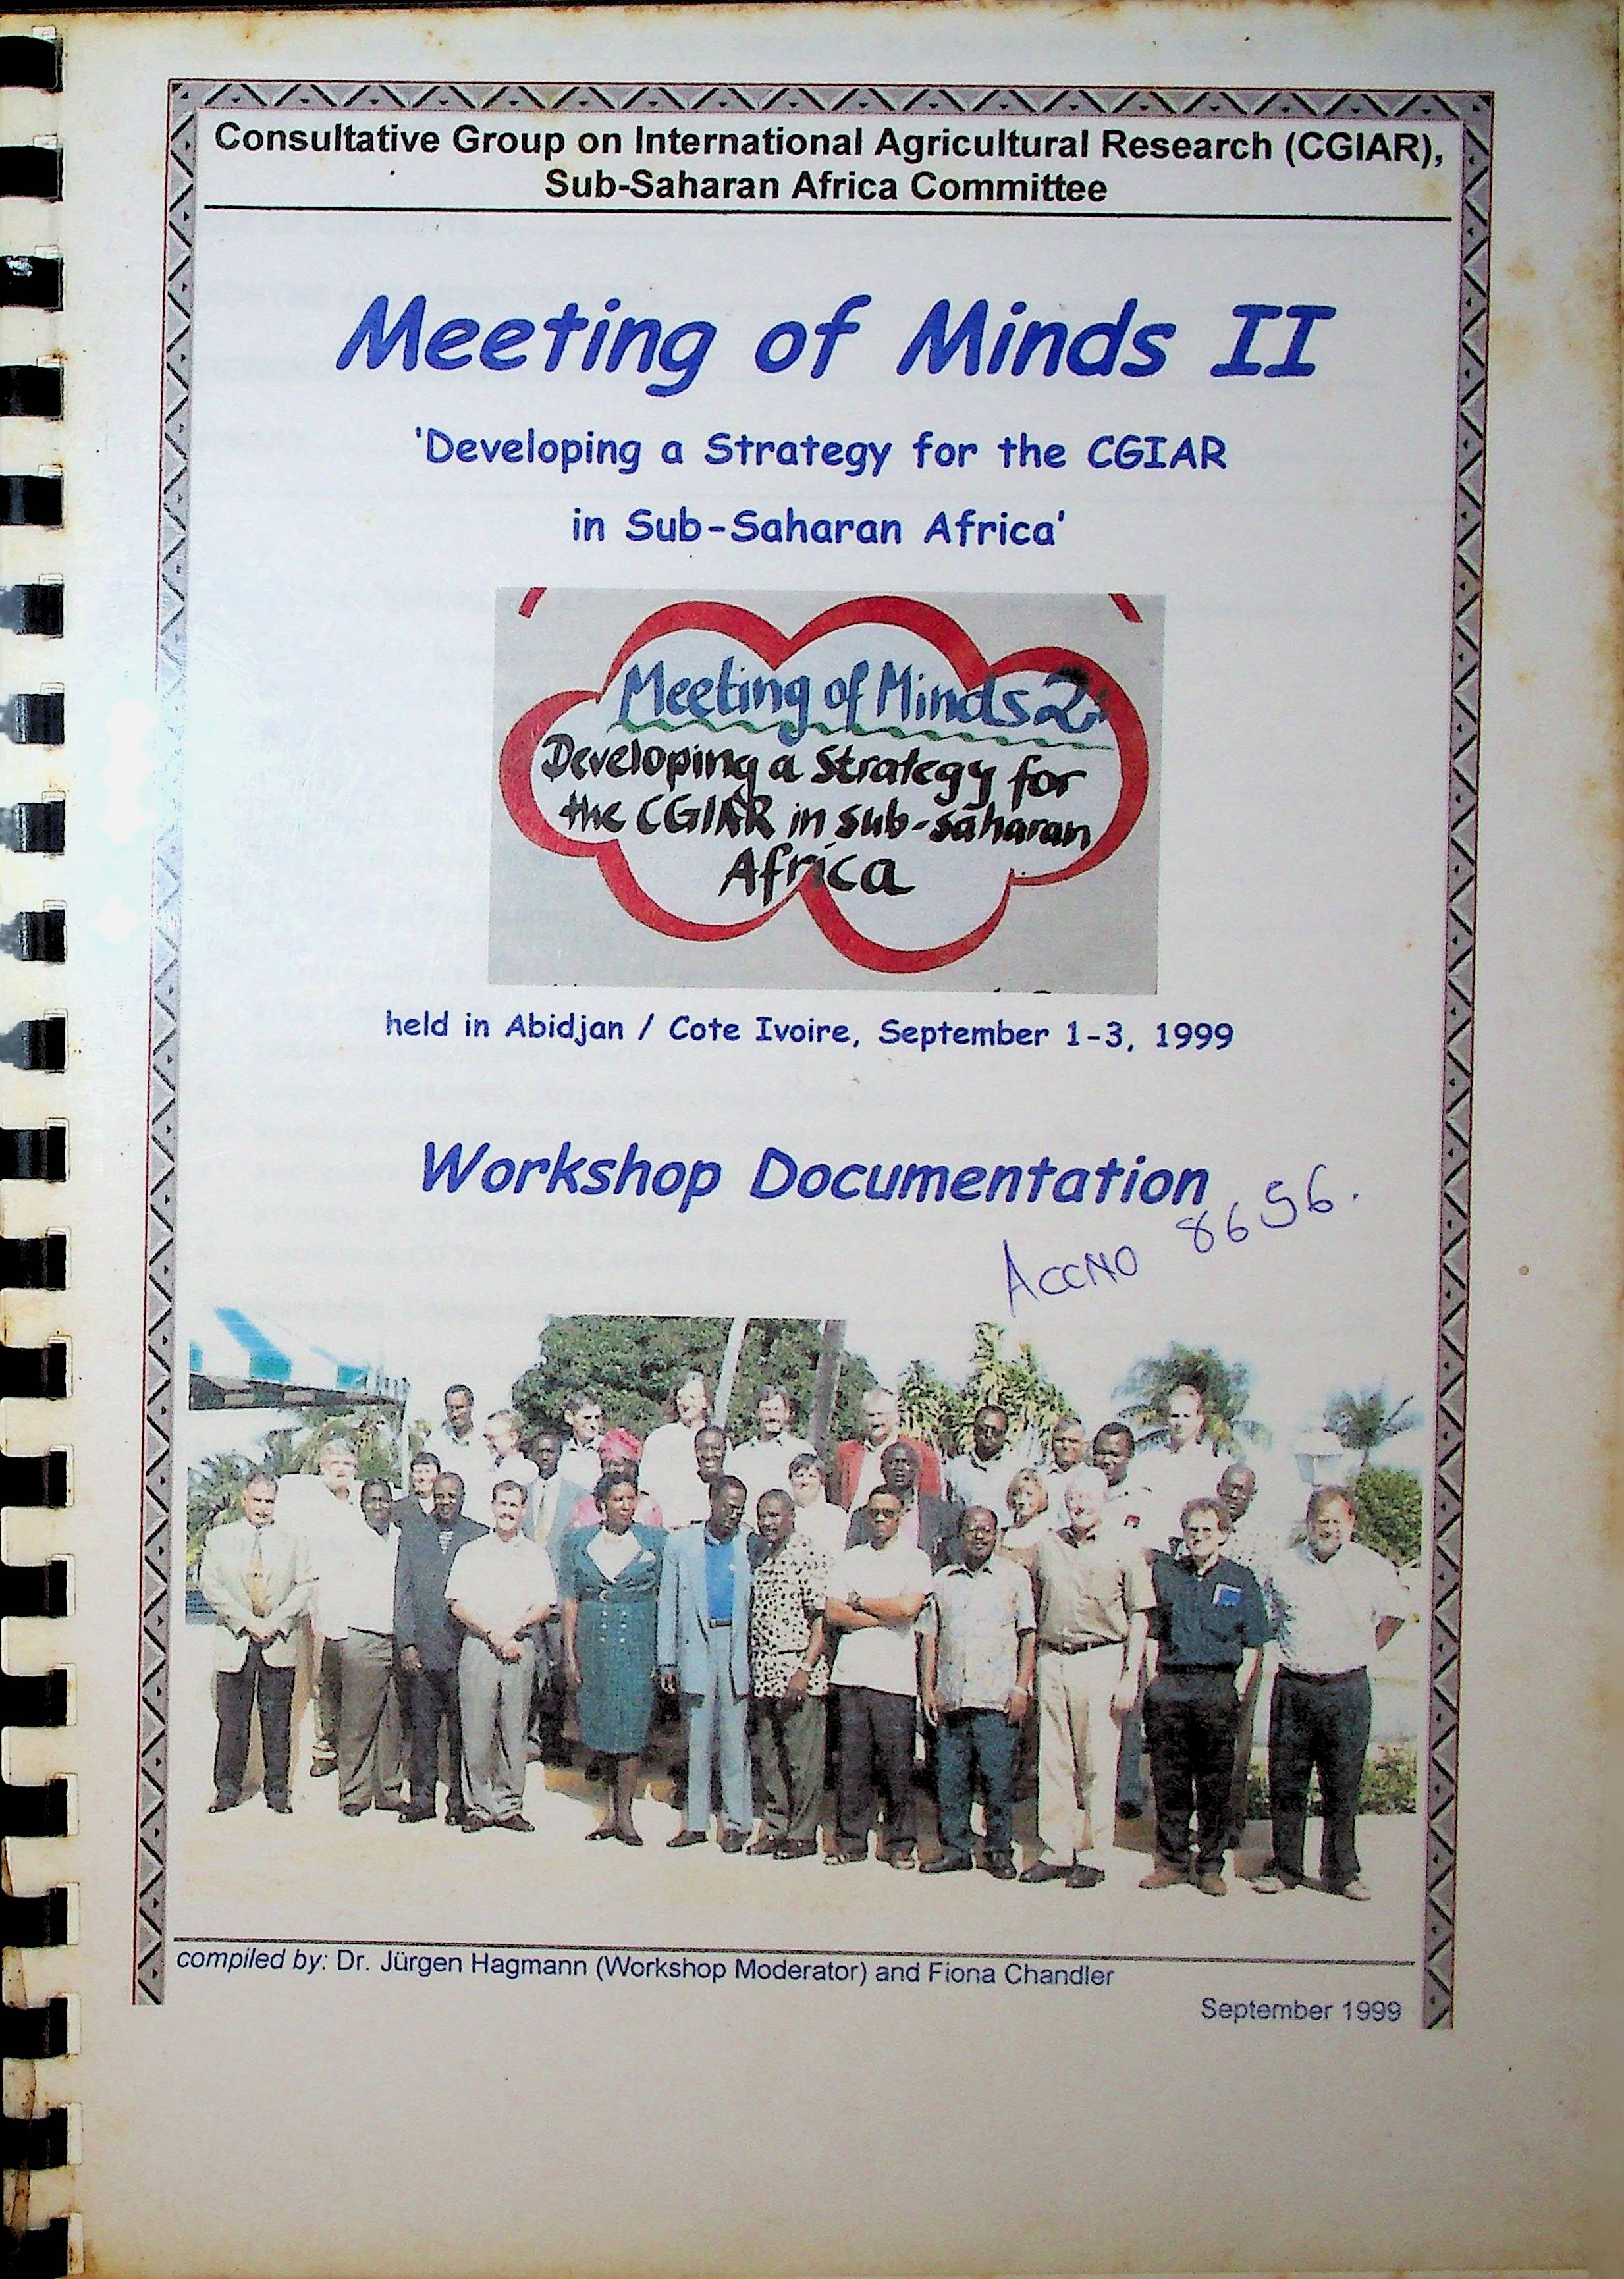 Consultative Group on International Agricultural Research (CGIAR),
Sub-Saharan Africa Committee
Meeting of Minds II
'Developing a Strategy for the CGIAR
in Sub-Saharan Africa'
Meeting of Minds 2:
Developing a Strategy for
the CGIAR in sub-saharan
Africa
held in Abidjan / Cote Ivoire, September 1-3, 1999
Workshop Documentation
ACCNO 8656.
compiled by: Dr. Jürgen Hagmann (Workshop Moderator) and Fiona Chandler
September 1999